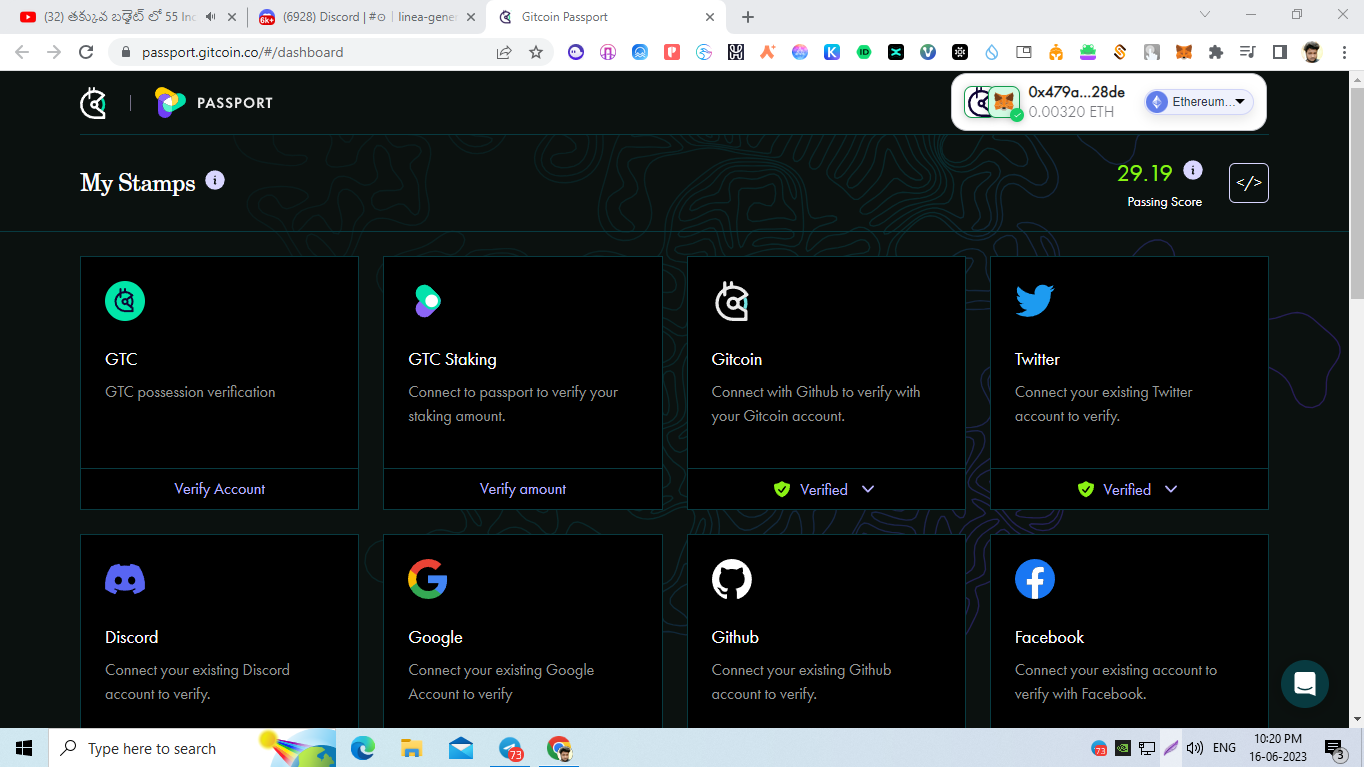 (32) తక్కువ బడ్జెట్ లో 55 Inc
(6928) Discord | # | linea-gener
Gitcoin Passport
passport.gitcoin.co/#/dashboard
PASSPORT
0x479a...28de
0.00320 ETH
Ethereum...
My Stamps
29.19
Passing Score
</>
GTC
GTC possession verification
Verify Account
GTC Staking
Connect to passport to verify your
staking amount.
Verify amount
Gitcoin
Connect with Github to verify with
your Gitcoin account.
Verified
Twitter
Connect your existing Twitter
account to verify.
Verified
Discord
Connect your existing Discord
account to verify.
Google
Connect your existing Google
Account to verify
Github
Connect your existing Github
account to verify.
Facebook
Connect your existing account to
verify with Facebook.
Type here to search
73
73
ENG
10:20 PM
16-06-2023
3